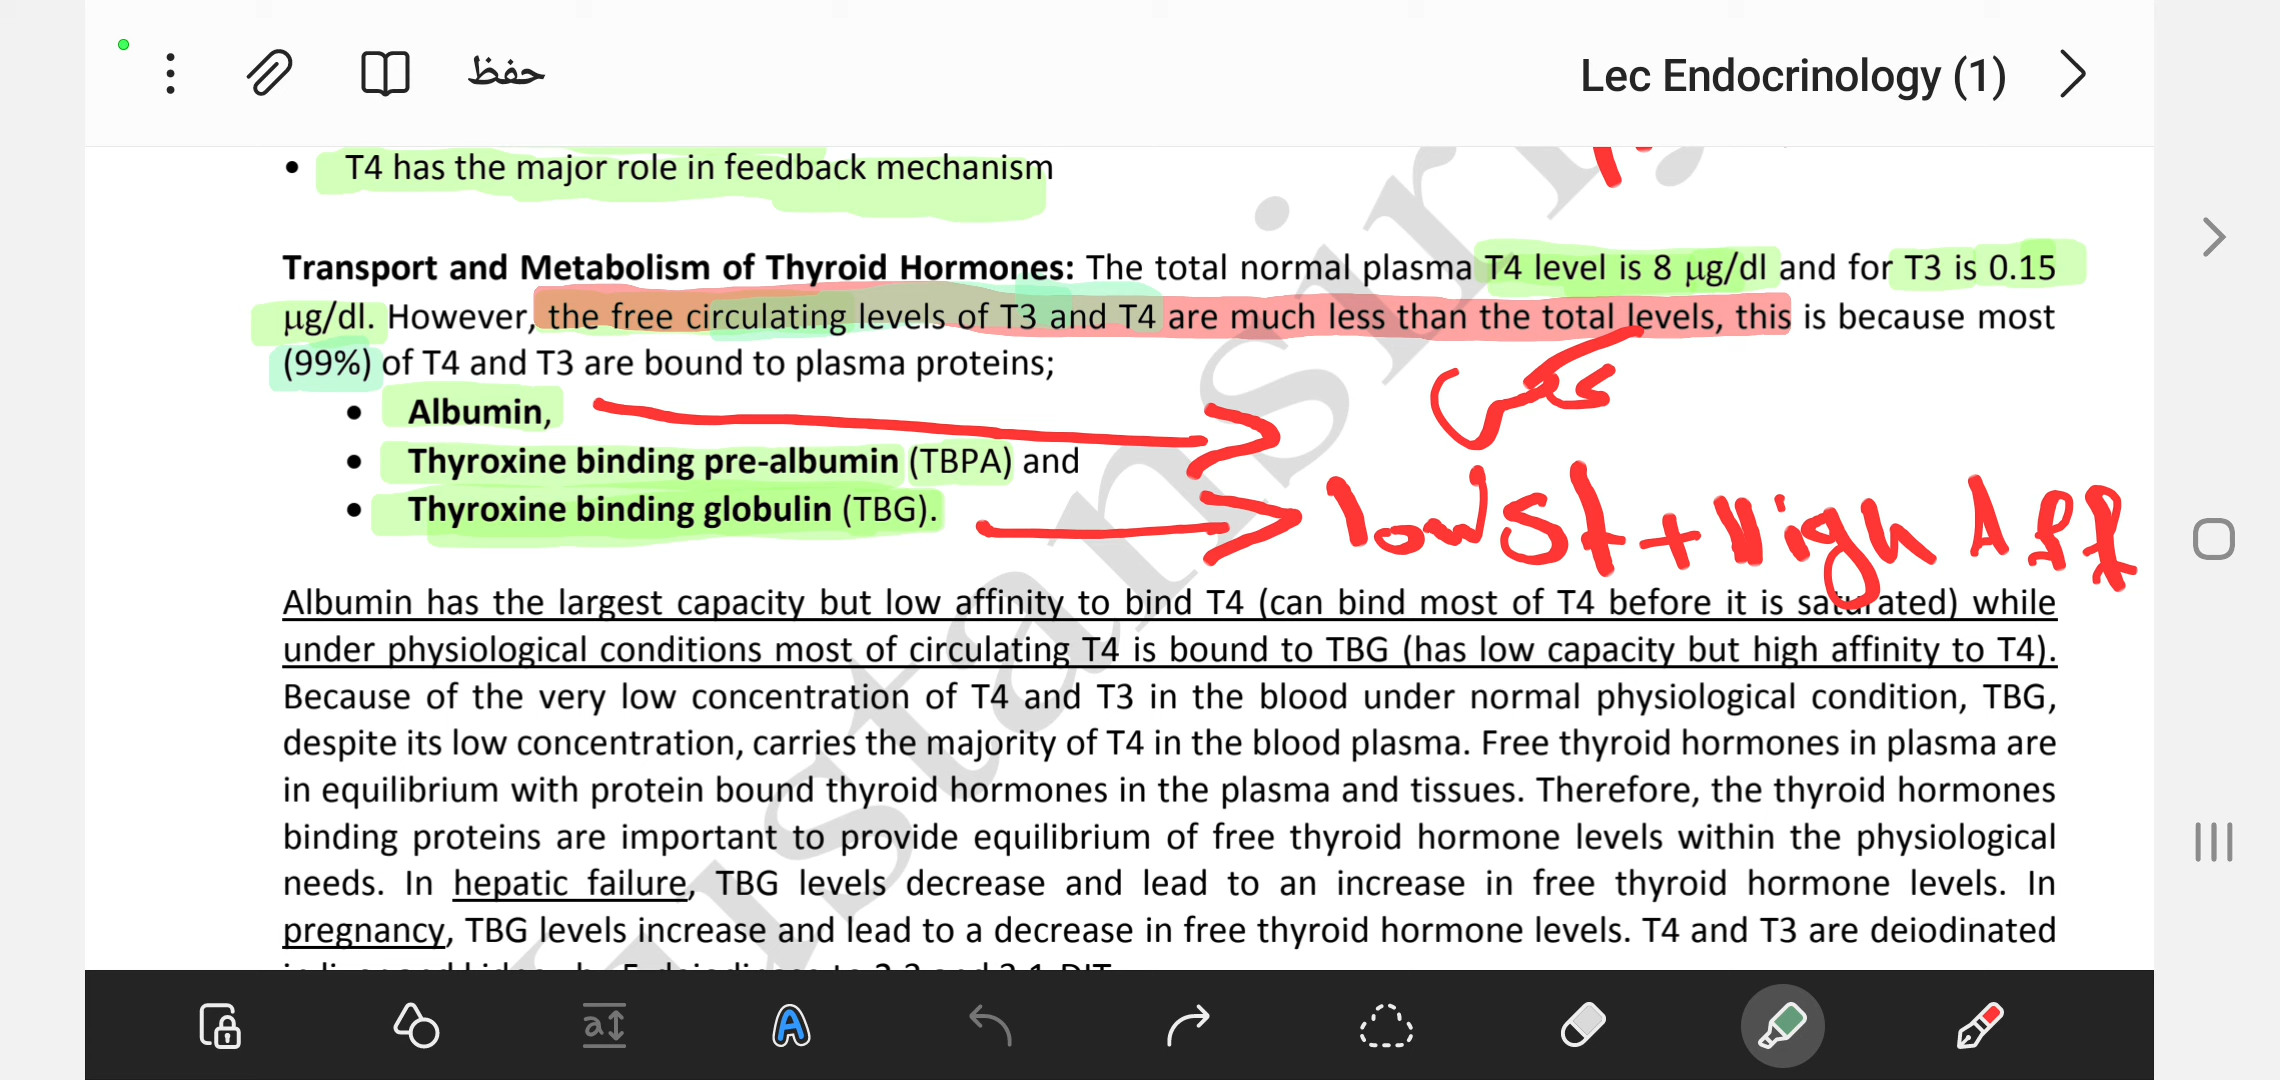 حفظ
Lec Endocrinology (1)
• T4 has the major role in feedback mechanism
Transport and Metabolism of Thyroid Hormones: The total normal plasma T4 level is 8 µg/dl and for T3 is 0.15
µg/dl. However, the free circulating levels of T3 and T4 are much less than the total levels, this is because most
(99%) of T4 and T3 are bound to plasma proteins;
• Albumin,
• Thyroxine binding pre-albumin (TBPA) and
• Thyroxine binding globulin (TBG).
lowst + High Aff
Albumin has the largest capacity but low affinity to bind T4 (can bind most of T4 before it is saturated) while
under physiological conditions most of circulating T4 is bound to TBG (has low capacity but high affinity to T4).
Because of the very low concentration of T4 and T3 in the blood under normal physiological condition, TBG,
despite its low concentration, carries the majority of T4 in the blood plasma. Free thyroid hormones in plasma are
in equilibrium with protein bound thyroid hormones in the plasma and tissues. Therefore, the thyroid hormones
binding proteins are important to provide equilibrium of free thyroid hormone levels within the physiological
needs. In hepatic failure, TBG levels decrease and lead to an increase in free thyroid hormone levels. In
pregnancy, TBG levels increase and lead to a decrease in free thyroid hormone levels. T4 and T3 are deiodinated